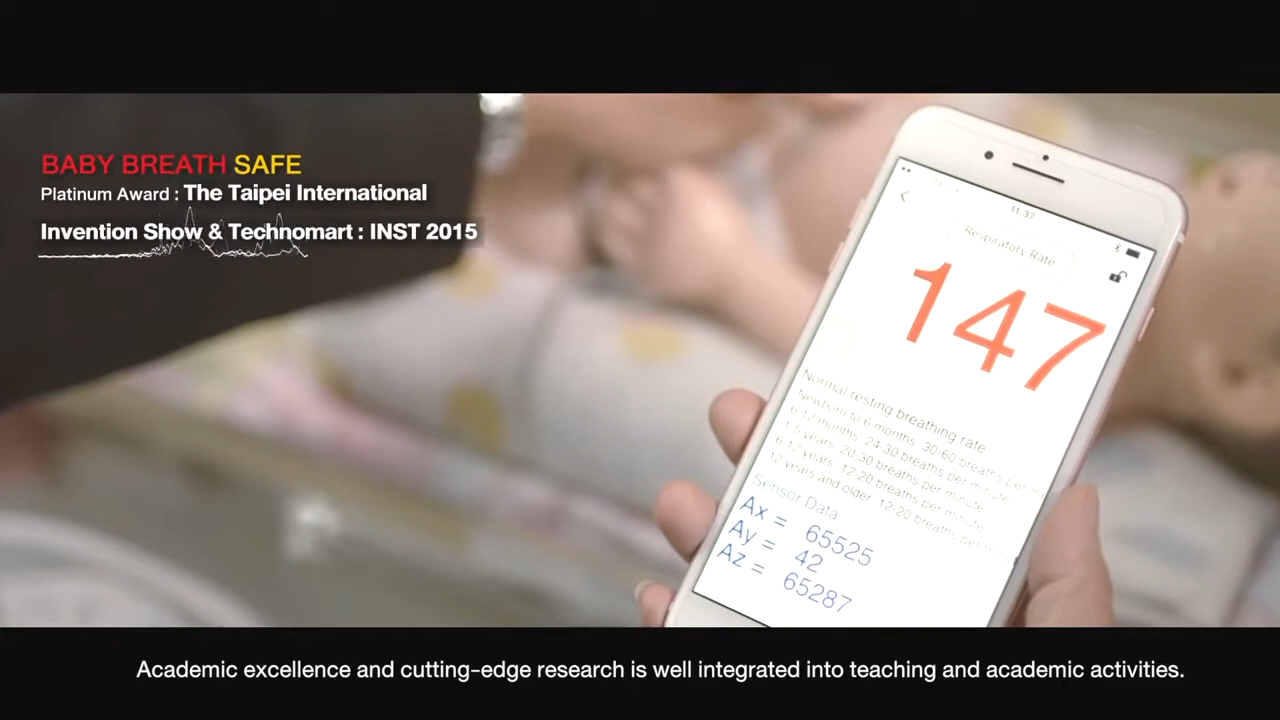 BABY BREATH SAFE
Platinum Award : The Taipei International
Invention Show & Technomart : INST 2015
11:37
Respiratory Rate
147
Normal resting breathing rate
Newborn to 6 months 30-60 breaths per
6-12 months 24-30 breaths per minute
1-5 years 20-30 breaths per minute
6-12 years 12-20 breaths per minute
12 years and older 12-20 breaths per
Sensor Data
Ax = 65525
Ay = 42
Az = 65287
Academic excellence and cutting-edge research is well integrated into teaching and academic activities.